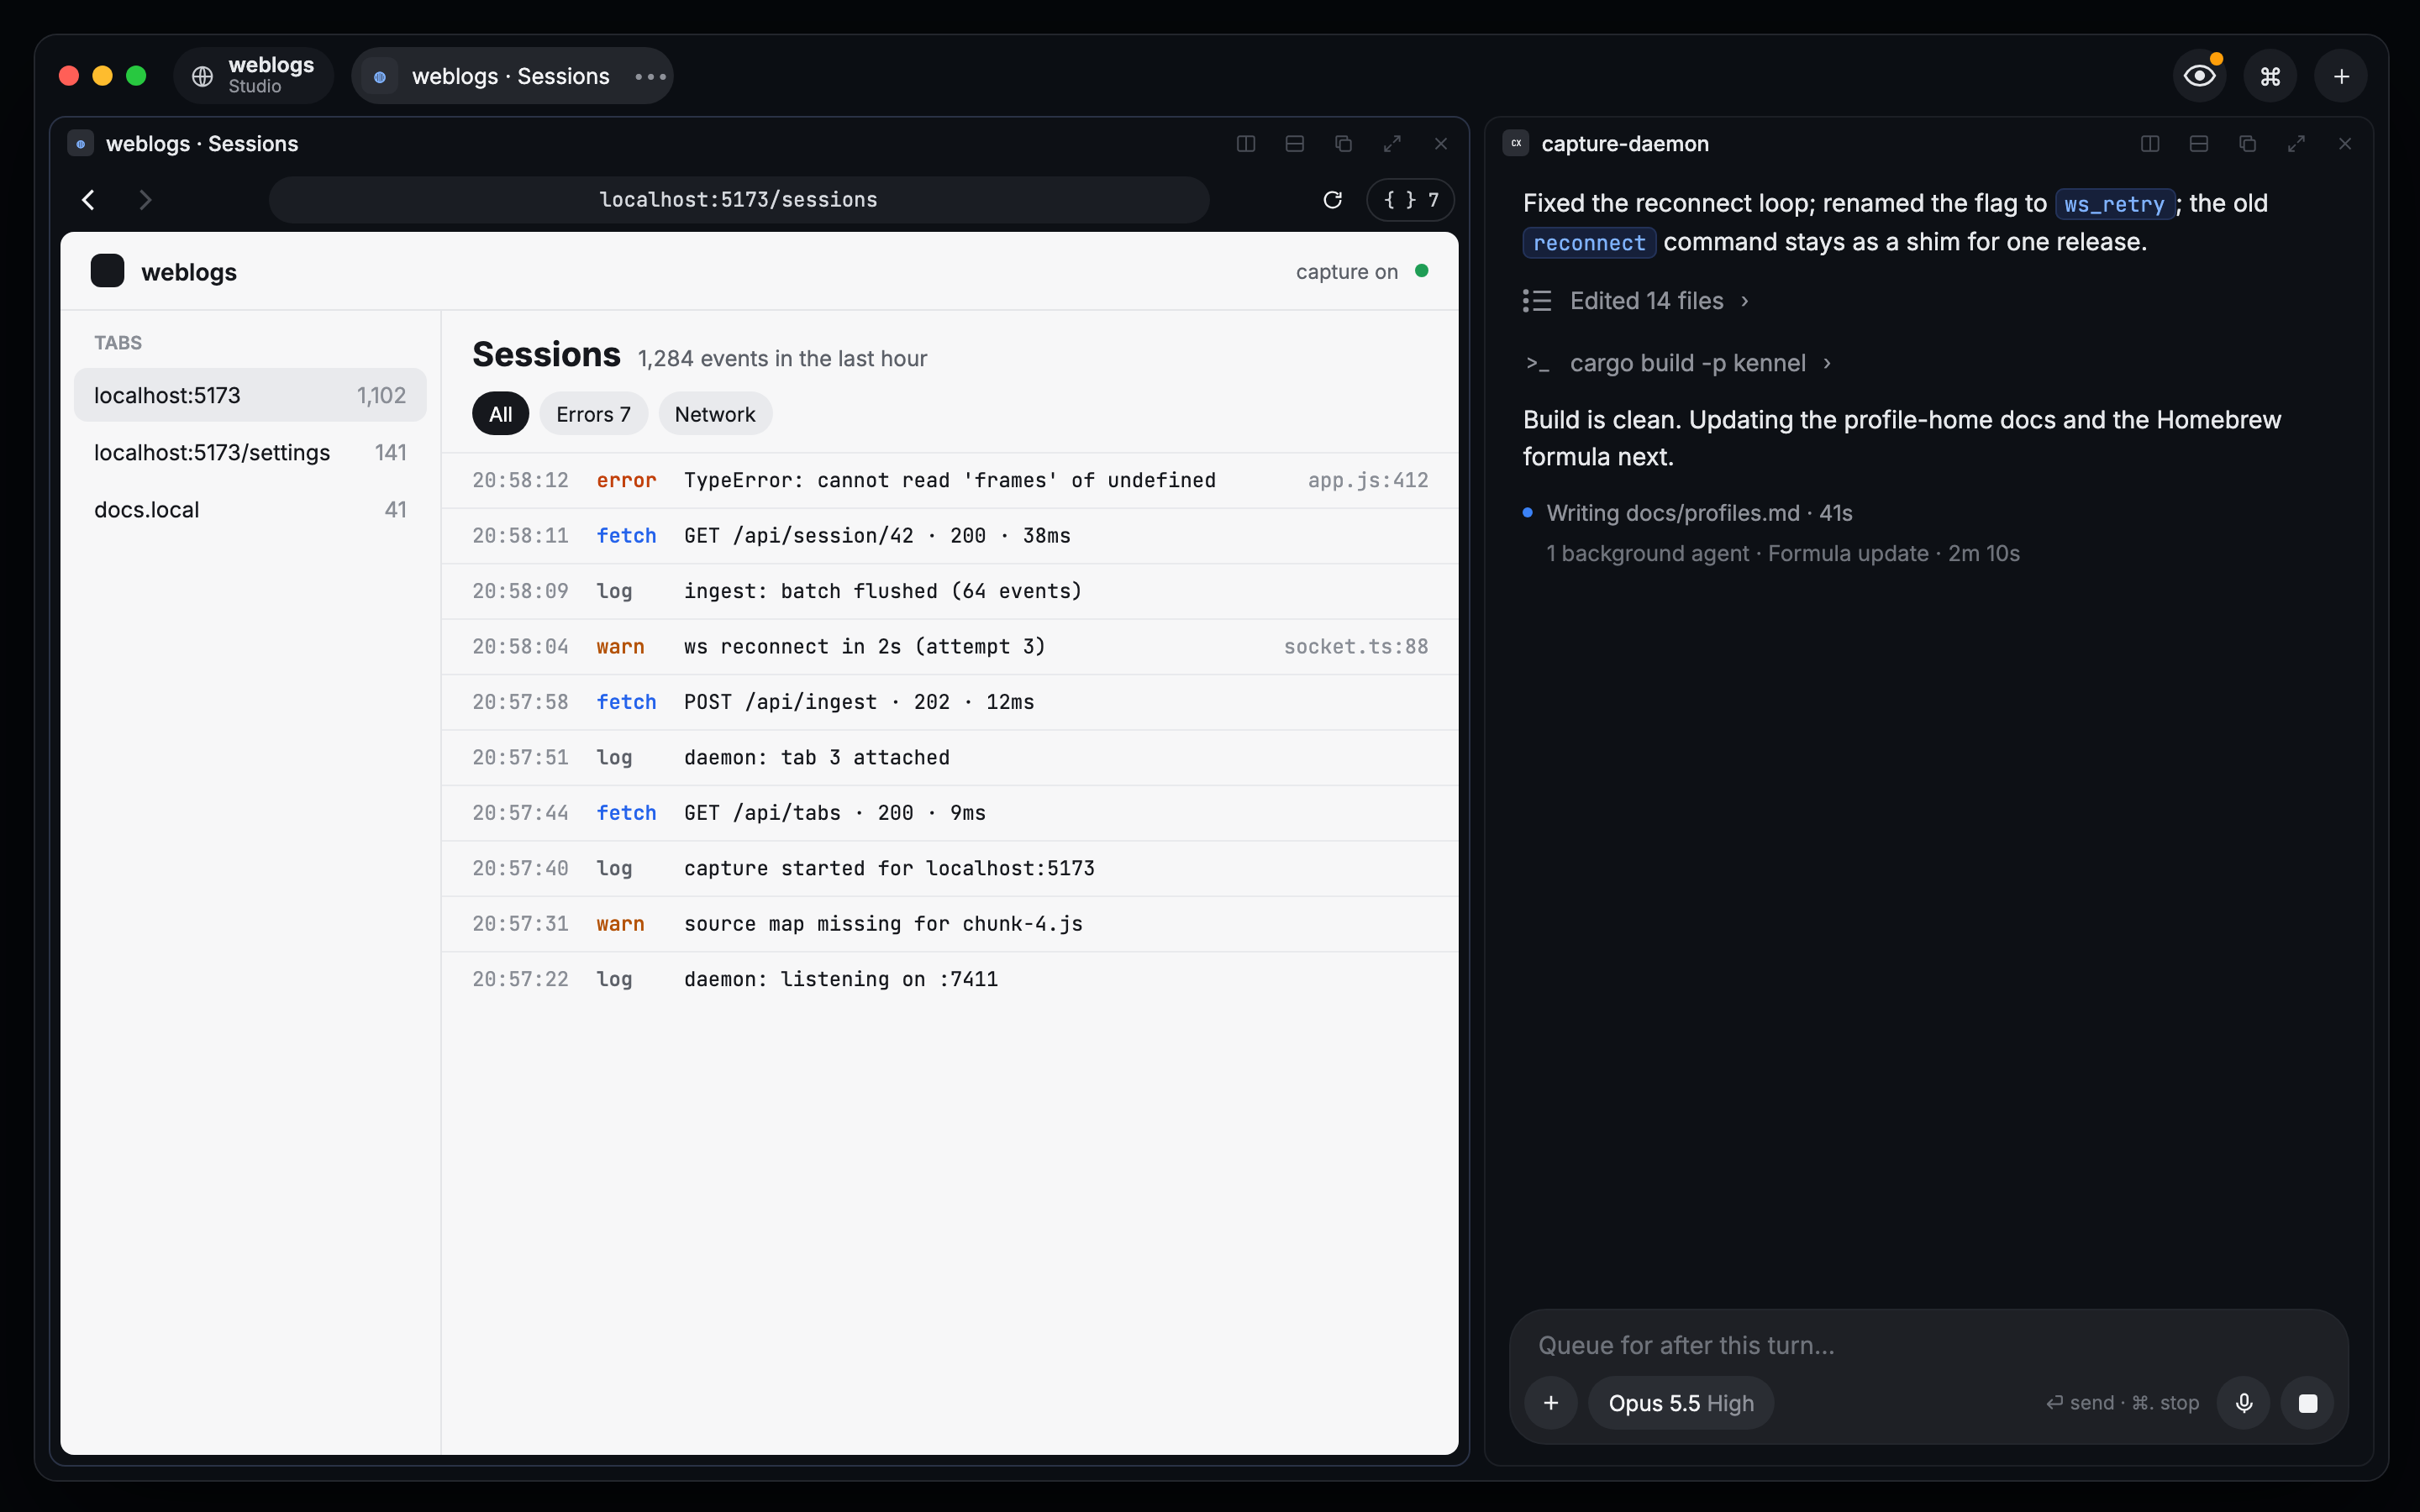 weblogs
Studio
weblogs · Sessions
weblogs · Sessions
localhost:5173/sessions
{ } 7
weblogs
capture on
TABS
localhost:5173 1,102
localhost:5173/settings 141
docs.local 41
Sessions 1,284 events in the last hour
All Errors 7 Network
20:58:12 error TypeError: cannot read 'frames' of undefined app.js:412
20:58:11 fetch GET /api/session/42 · 200 · 38ms
20:58:09 log ingest: batch flushed (64 events)
20:58:04 warn ws reconnect in 2s (attempt 3) socket.ts:88
20:57:58 fetch POST /api/ingest · 202 · 12ms
20:57:51 log daemon: tab 3 attached
20:57:44 fetch GET /api/tabs · 200 · 9ms
20:57:40 log capture started for localhost:5173
20:57:31 warn source map missing for chunk-4.js
20:57:22 log daemon: listening on :7411
CX capture-daemon
Fixed the reconnect loop; renamed the flag to ws_retry; the old
reconnect command stays as a shim for one release.
Edited 14 files ›
>_ cargo build -p kennel ›
Build is clean. Updating the profile-home docs and the Homebrew
formula next.
Writing docs/profiles.md · 41s
1 background agent · Formula update · 2m 10s
Queue for after this turn...
Opus 5.5 High
⏎ send · ⌘. stop